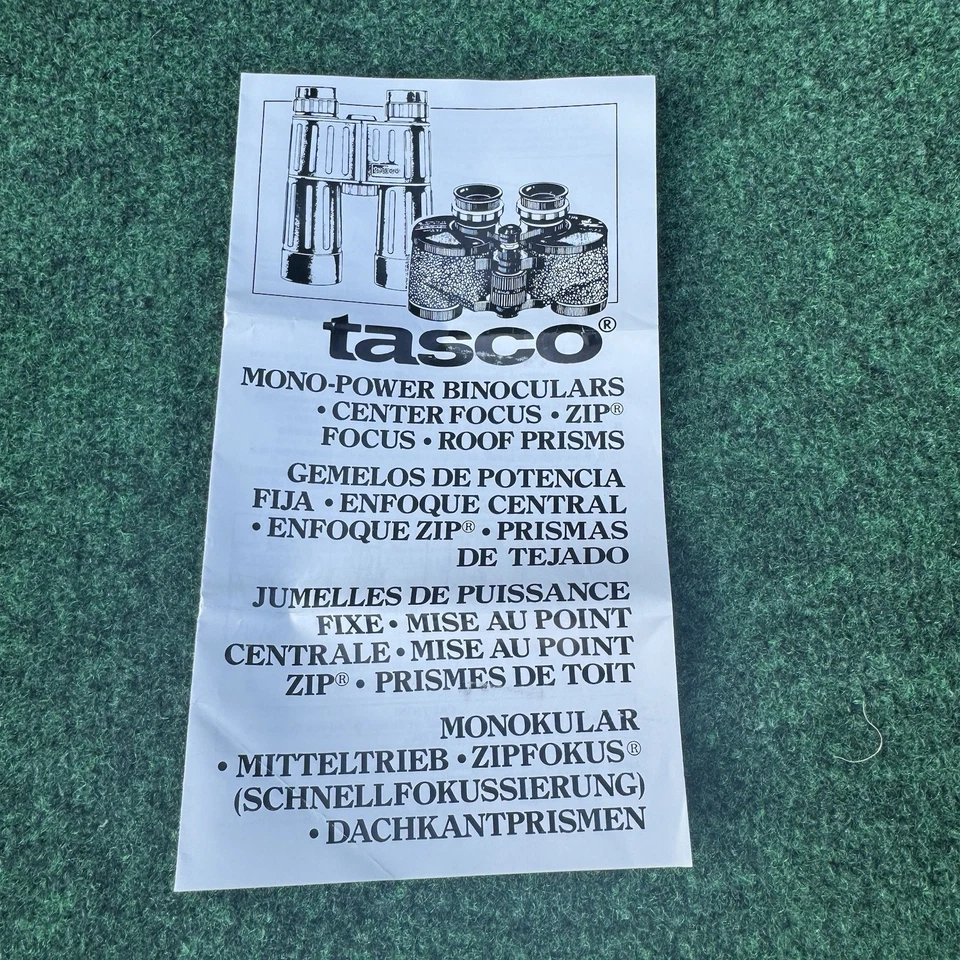 tasco®
MONO-POWER BINOCULARS
• CENTER FOCUS • ZIP®
FOCUS • ROOF PRISMS
GEMELOS DE POTENCIA
FIJA • ENFOQUE CENTRAL
• ENFOQUE ZIP® • PRISMAS
DE TEJADO
JUMELLES DE PUISSANCE
FIXE • MISE AU POINT
CENTRALE • MISE AU POINT
ZIP® • PRISMES DE TOIT
MONOKULAR
• MITTELTRIEB • ZIPFOKUS®
(SCHNELLFOKUSSIERUNG)
• DACHKANTPRISMEN